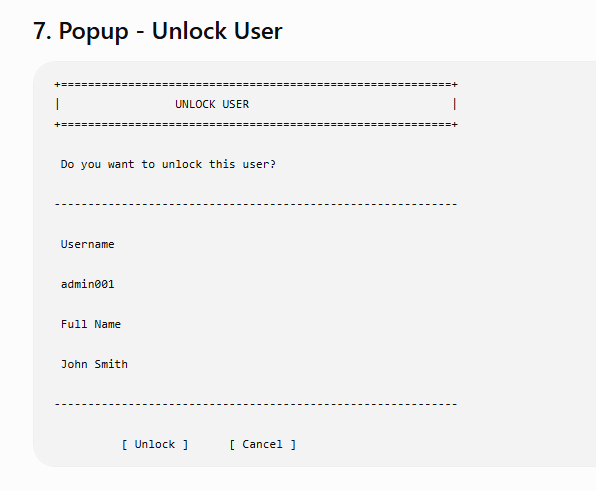 7. Popup - Unlock User
+==========================================================+
|                 UNLOCK USER                              |
+==========================================================+
Do you want to unlock this user?
------------------------------------------------------------
Username
admin001
Full Name
John Smith
------------------------------------------------------------
[ Unlock ]      [ Cancel ]